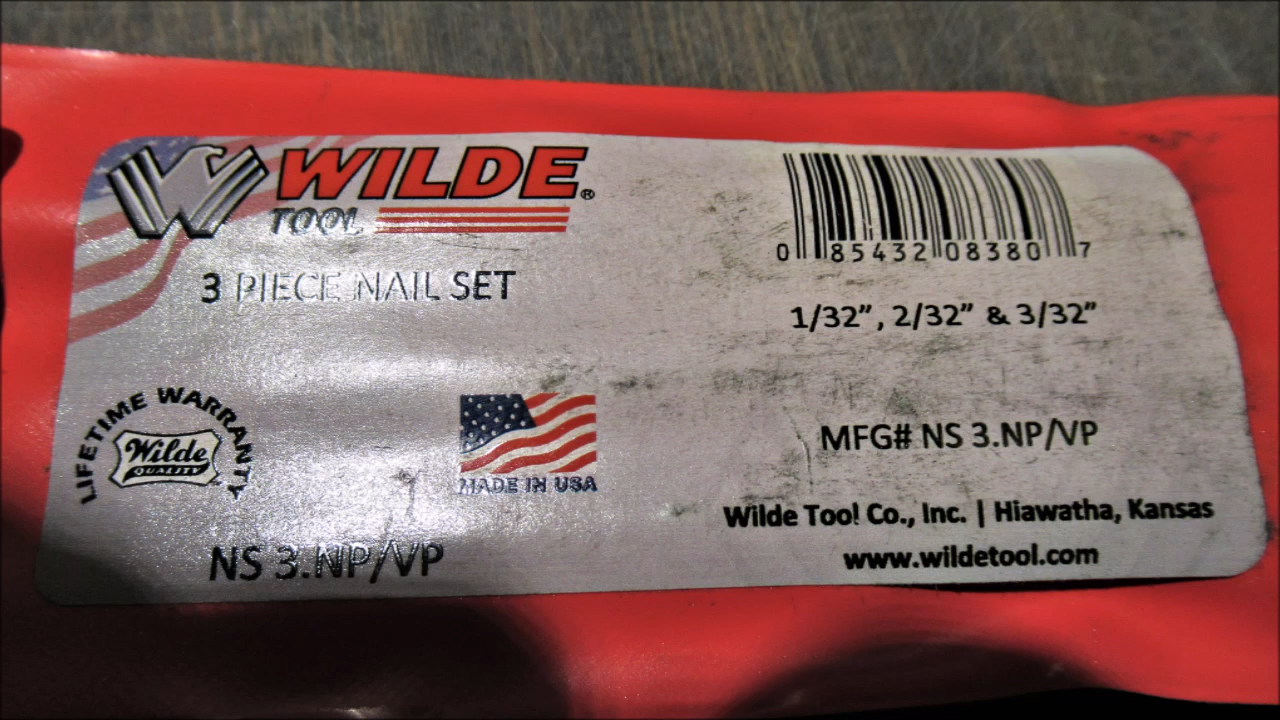 WILDE®
TOOL
3 PIECE NAIL SET
LIFETIME WARRANTY
Wilde
QUALITY
MADE IN USA
NS 3.NP/VP
0 85432 08380 7
1/32”, 2/32” & 3/32”
MFG# NS 3.NP/VP
Wilde Tool Co., Inc. | Hiawatha, Kansas
www.wildetool.com